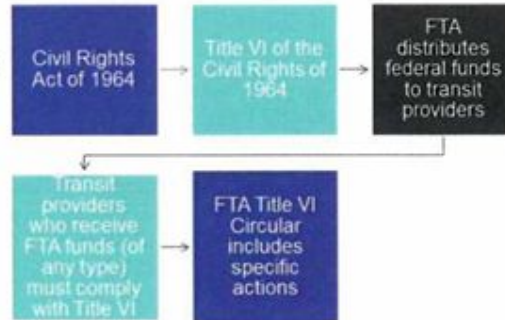 Civil Rights
Act of 1964
Title VI of the
Civil Rights of
1964
FTA
distributes
federal funds
to transit
providers
Transit
providers
who receive
FTA funds (of
any type)
must comply
with Title VI
FTA Title VI
Circular
includes
specific
actions